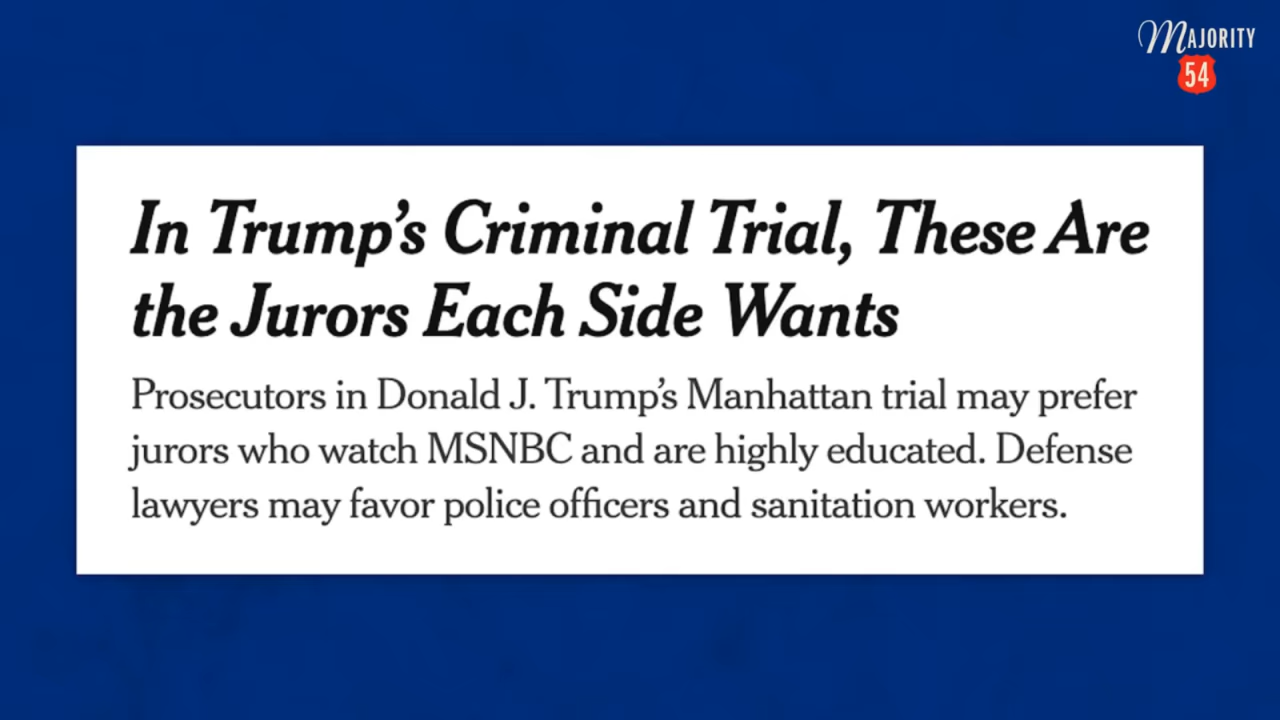 MAJORITY
54
In Trump’s Criminal Trial, These Are
the Jurors Each Side Wants
Prosecutors in Donald J. Trump’s Manhattan trial may prefer
jurors who watch MSNBC and are highly educated. Defense
lawyers may favor police officers and sanitation workers.